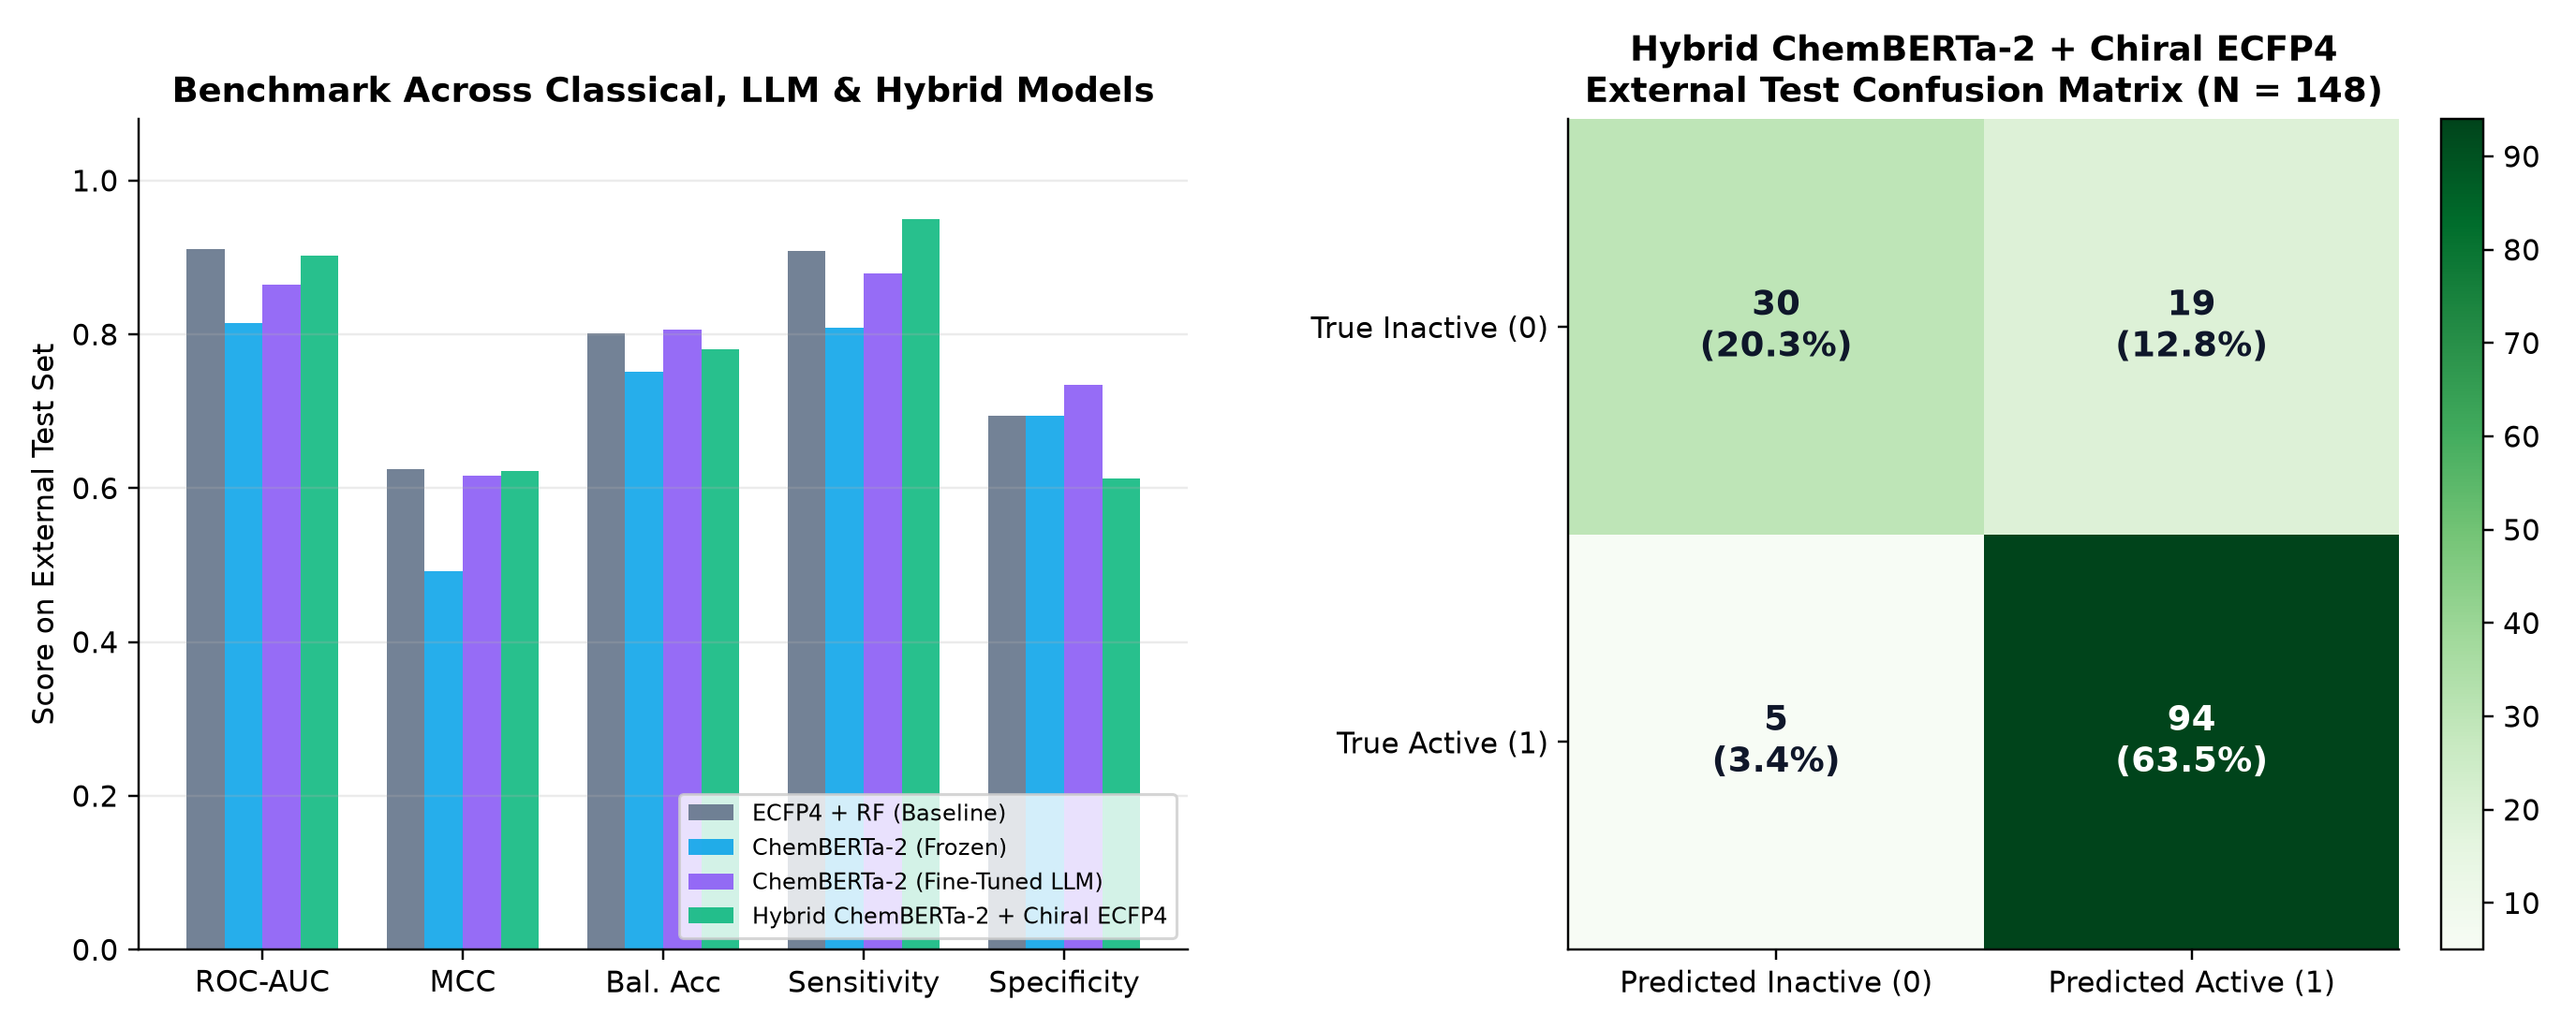 Benchmark Across Classical, LLM & Hybrid Models
Score on External Test Set
1.0
0.8
0.6
0.4
0.2
0.0
ROC-AUC
MCC
Bal. Acc
Sensitivity
Specificity
ECFP4 + RF (Baseline)
ChemBERTa-2 (Frozen)
ChemBERTa-2 (Fine-Tuned LLM)
Hybrid ChemBERTa-2 + Chiral ECFP4
Hybrid ChemBERTa-2 + Chiral ECFP4
External Test Confusion Matrix (N = 148)
True Inactive (0)
30
(20.3%)
19
(12.8%)
True Active (1)
5
(3.4%)
94
(63.5%)
Predicted Inactive (0)
Predicted Active (1)
90
80
70
60
50
40
30
20
10